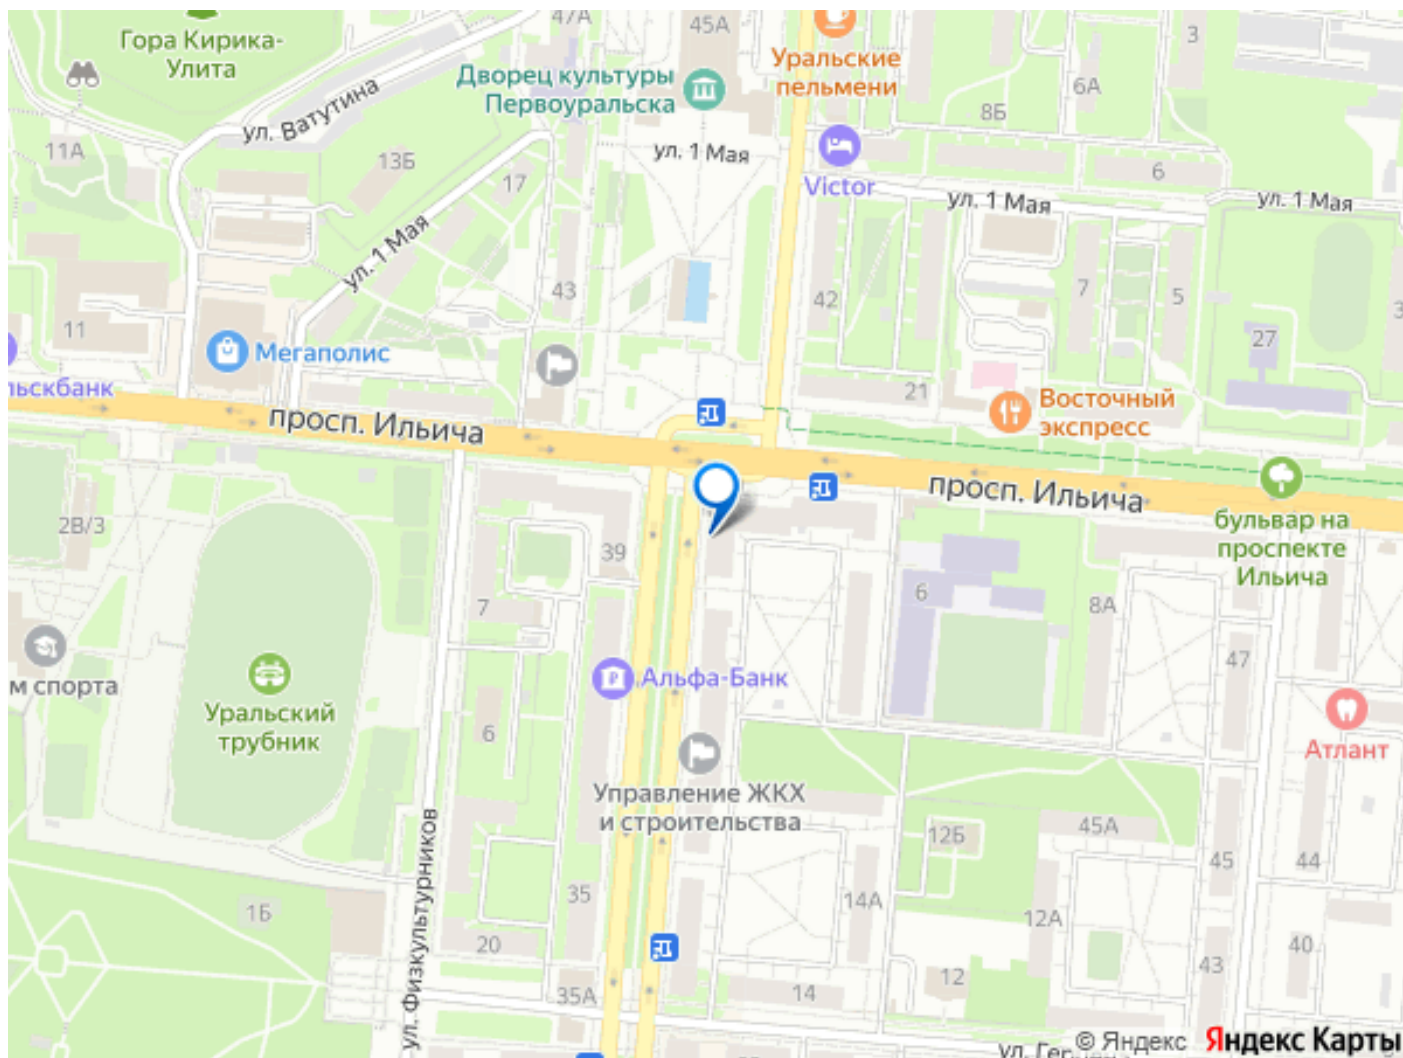 47А
45А
Гора Кирика-
Улита
Дворец культуры
Первоуральска
Уральские
пельмени
3
6А
8Б
ул. Ватутина
11А
13Б
17
ул. 1 Мая
Victor
6
ул. 1 Мая
ул. 1 Мая
ул. 1 Мая
43
42
7
5
11
Мегаполис
27
21
Восточный
экспресс
просп. Ильича
просп. Ильича
бульвар на
проспекте
Ильича
2В/3
39
7
6
8А
47
м спорта
Уральский
трубник
Альфа-Банк
6
Атлант
Управление ЖКХ
и строительства
ул. Физкультурников
12Б
45А
45
44
1Б
35
14А
12А
20
40
43
12
35А
14
© Яндекс
Яндекс Карты